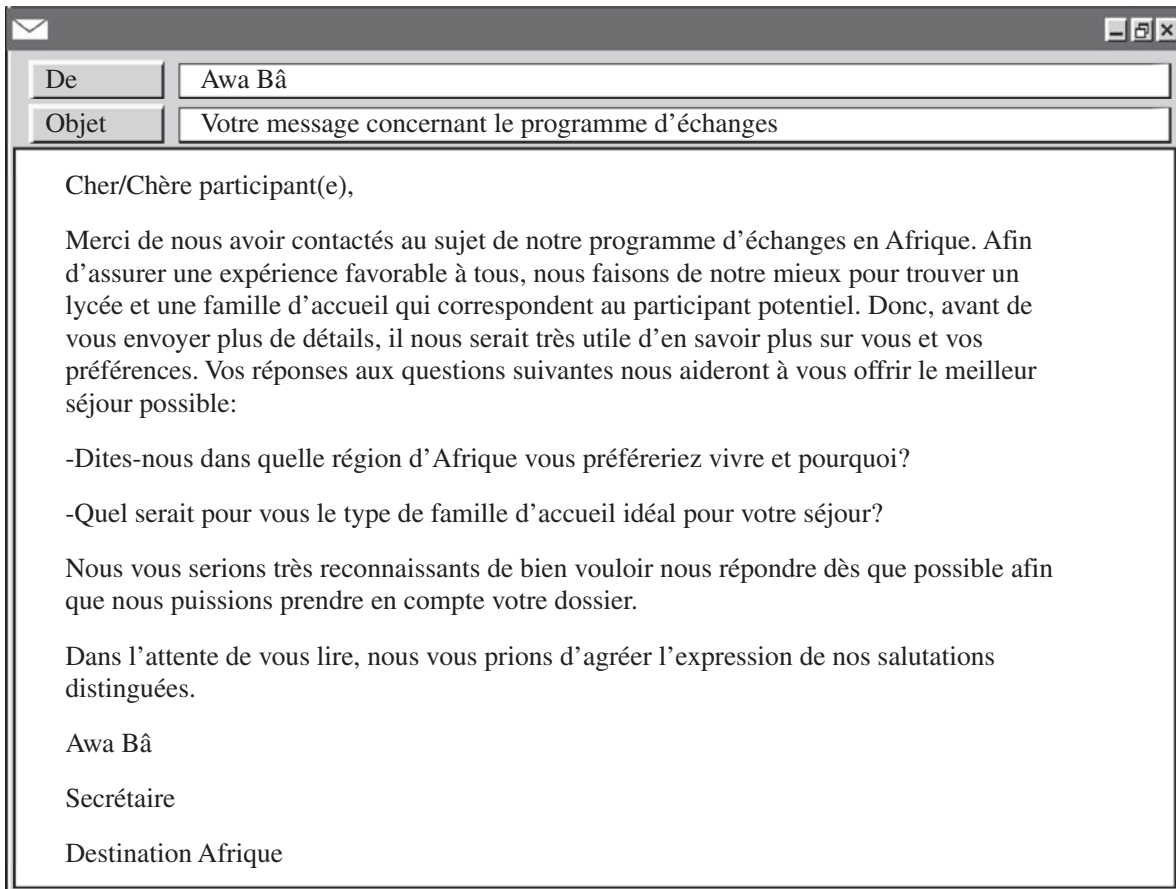 De
Awa Bâ
Objet
Votre message concernant le programme d’échanges
Cher/Chère participant(e),
Merci de nous avoir contactés au sujet de notre programme d’échanges en Afrique. Afin
d’assurer une expérience favorable à tous, nous faisons de notre mieux pour trouver un
lycée et une famille d’accueil qui correspondent au participant potentiel. Donc, avant de
vous envoyer plus de détails, il nous serait très utile d’en savoir plus sur vous et vos
préférences. Vos réponses aux questions suivantes nous aideront à vous offrir le meilleur
séjour possible:
-Dites-nous dans quelle région d’Afrique vous préféreriez vivre et pourquoi?
-Quel serait pour vous le type de famille d’accueil idéal pour votre séjour?
Nous vous serions très reconnaissants de bien vouloir nous répondre dès que possible afin
que nous puissions prendre en compte votre dossier.
Dans l’attente de vous lire, nous vous prions d’agréer l’expression de nos salutations
distinguées.
Awa Bâ
Secrétaire
Destination Afrique